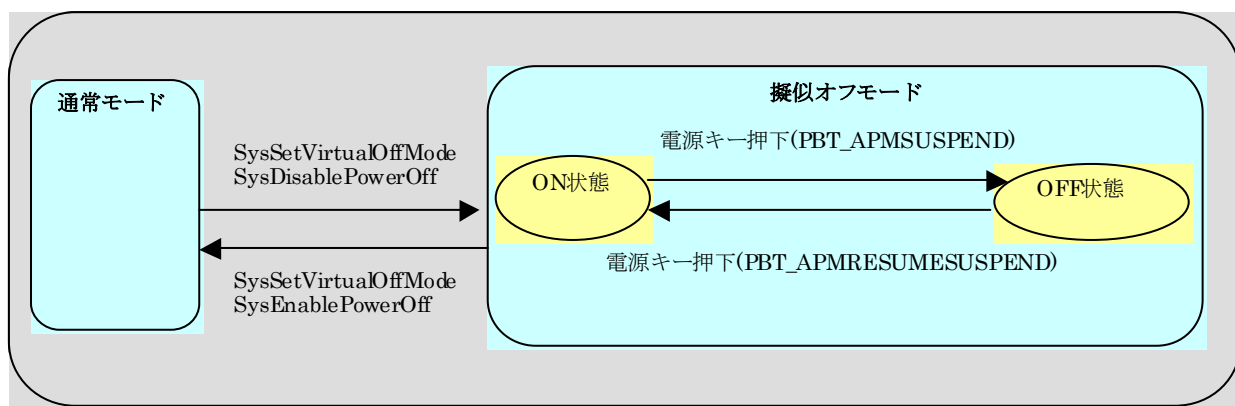 通常モード
擬似オフモード
SysSetVirtualOffMode
SysDisablePowerOff
電源キー押下(PBT_APMSUSPEND)
ON状態
OFF状態
電源キー押下(PBT_APMRESUMESUSPEND)
SysSetVirtualOffMode
SysEnablePowerOff